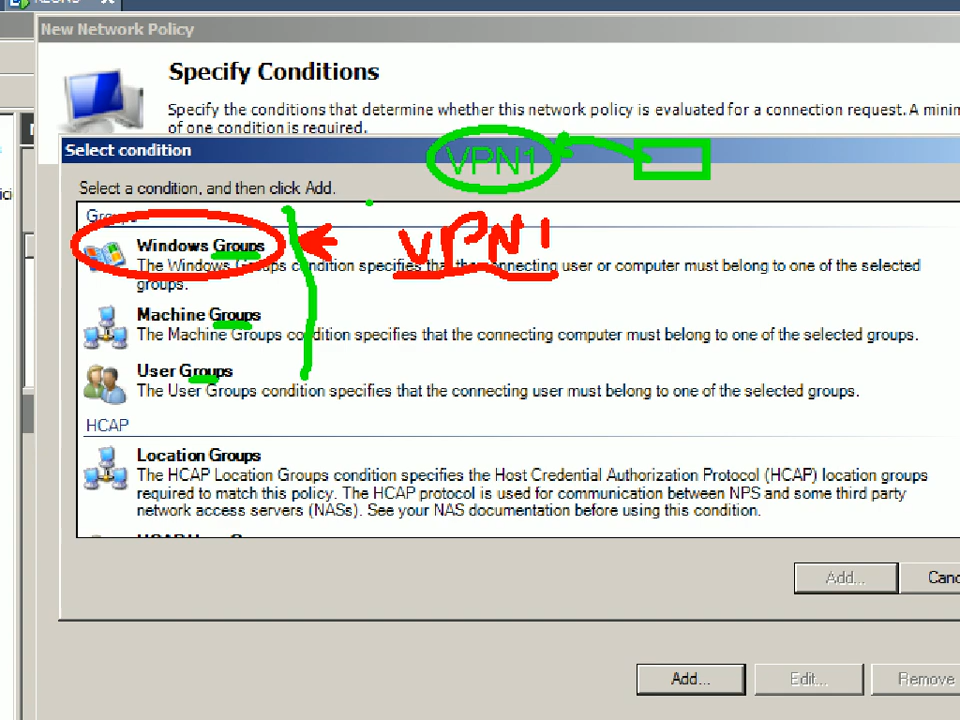 New Network Policy
Specify Conditions
Specify the conditions that determine whether this network policy is evaluated for a connection request. A minim
of one condition is required.
Select condition
VPN1
Select a condition, and then click Add.
Groups
Windows Groups
VPN1
The Windows Groups condition specifies that the connecting user or computer must belong to one of the selected
groups.
Machine Groups
The Machine Groups condition specifies that the connecting computer must belong to one of the selected groups.
User Groups
The User Groups condition specifies that the connecting user must belong to one of the selected groups.
HCAP
Location Groups
The HCAP Location Groups condition specifies the Host Credential Authorization Protocol (HCAP) location groups
required to match this policy. The HCAP protocol is used for communication between NPS and some third party
network access servers (NASs). See your NAS documentation before using this condition.
Add...
Canc
Add...
Edit...
Remove